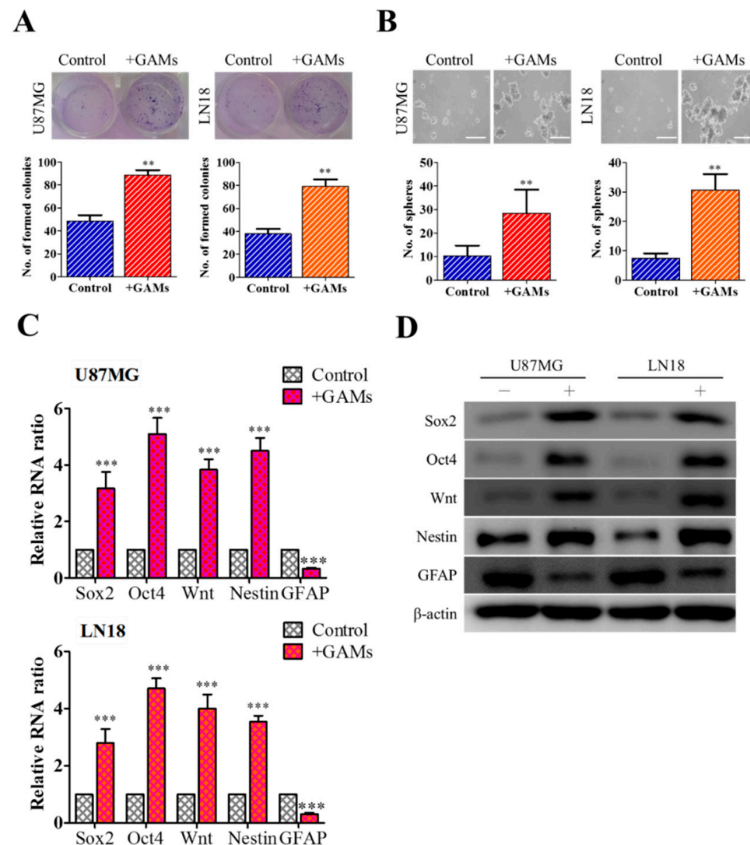 A
Control +GAMs
U87MG
Control +GAMs
LN18
No. of formed colonies
100
80
60
40
20
0
**
Control +GAMs
No. of formed colonies
100
80
60
40
20
0
**
Control +GAMs
B
Control +GAMs
U87MG
Control +GAMs
LN18
No. of spheres
50
40
30
20
10
0
**
Control +GAMs
No. of spheres
40
30
20
10
0
**
Control +GAMs
C
U87MG
Control
+GAMs
Relative RNA ratio
6
4
2
0
*** *** *** *** ***
Sox2 Oct4 Wnt Nestin GFAP
LN18
Control
+GAMs
Relative RNA ratio
6
4
2
0
*** *** *** *** ***
Sox2 Oct4 Wnt Nestin GFAP
D
U87MG LN18
− + +
Sox2
Oct4
Wnt
Nestin
GFAP
β-actin